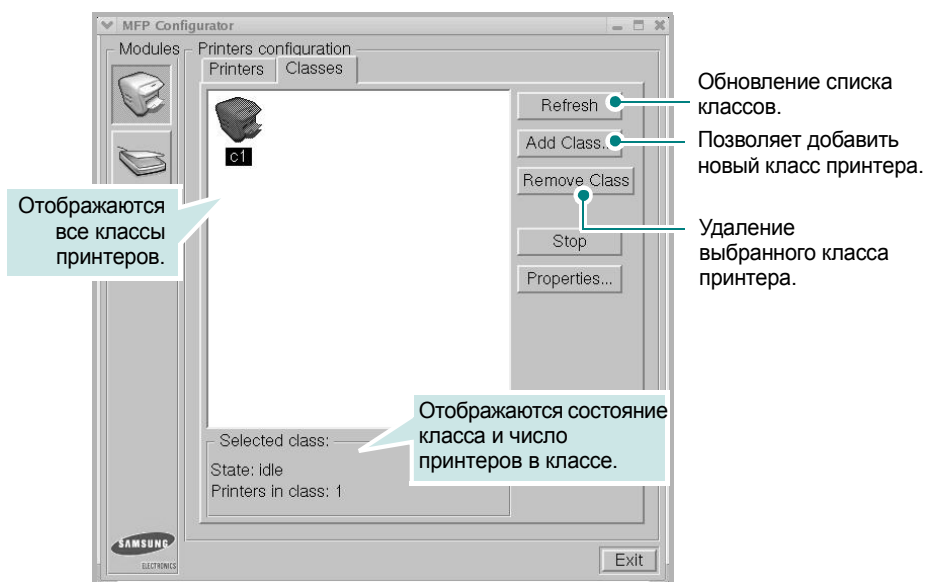 MFP Configurator
Modules
Printers configuration
Printers
Classes
c1
Refresh
Add Class...
Remove Class
Stop
Properties...
Обновление списка
классов.
Позволяет добавить
новый класс принтера.
Удаление
выбранного класса
принтера.
Отображаются
все классы
принтеров.
Отображаются состояние
класса и число
принтеров в классе.
Selected class:
State: idle
Printers in class: 1
SAMSUNG
ELECTRONICS
Exit